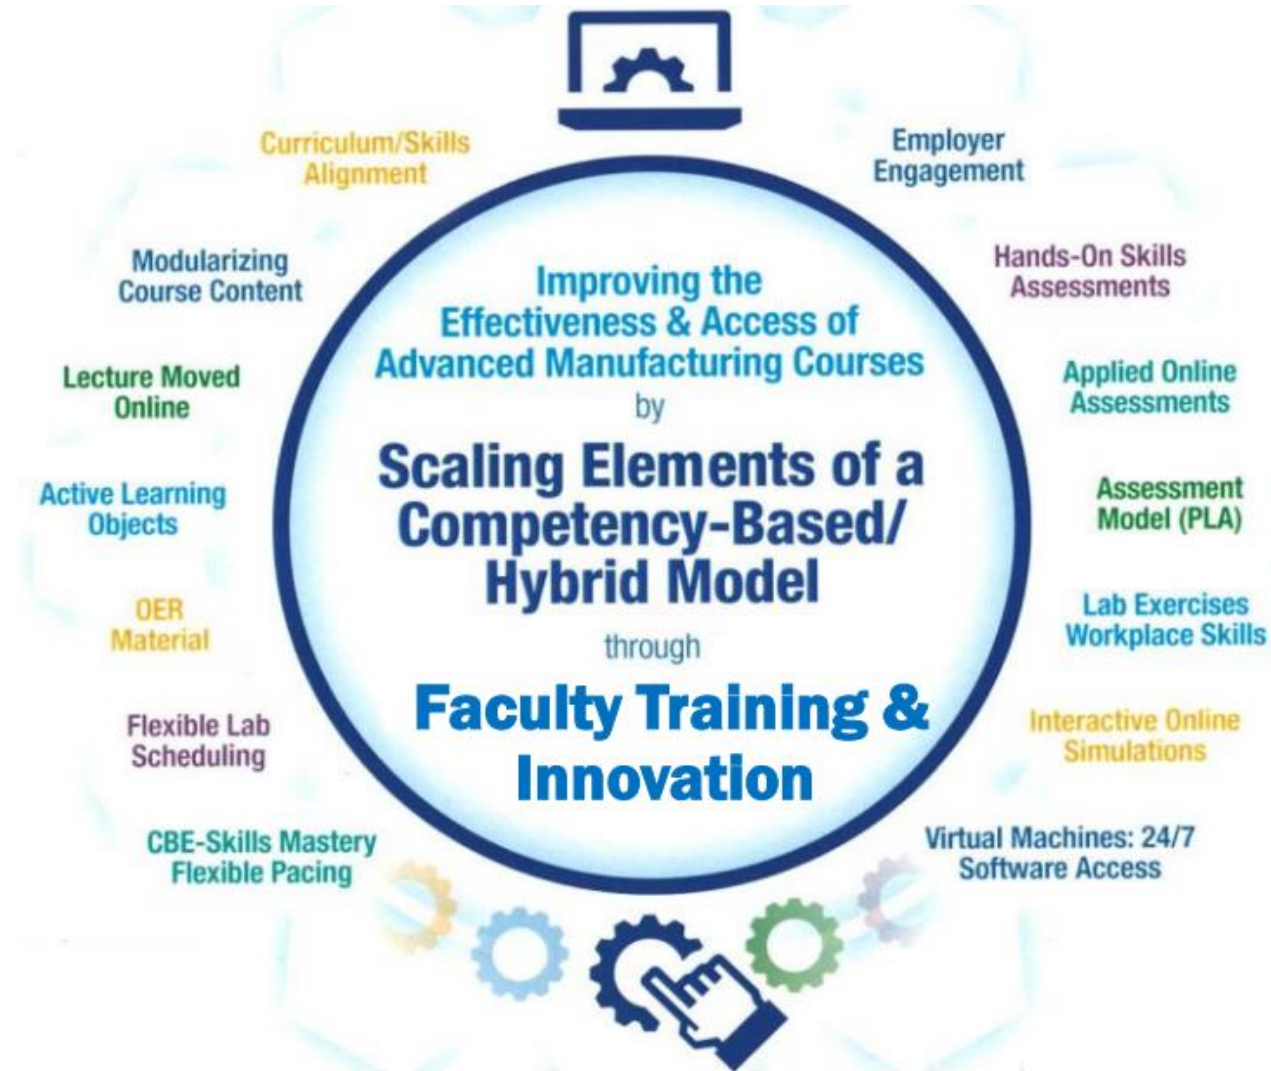 Curriculum/Skills
Alignment
Employer
Engagement
Modularizing
Course Content
Hands-On Skills
Assessments
Lecture Moved
Online
Applied Online
Assessments
Active Learning
Objects
Assessment
Model (PLA)
OER
Material
Lab Exercises
Workplace Skills
Flexible Lab
Scheduling
Interactive Online
Simulations
CBE-Skills Mastery
Flexible Pacing
Virtual Machines: 24/7
Software Access
Improving the
Effectiveness & Access of
Advanced Manufacturing Courses
by
Scaling Elements of a
Competency-Based/
Hybrid Model
through
Faculty Training &
Innovation